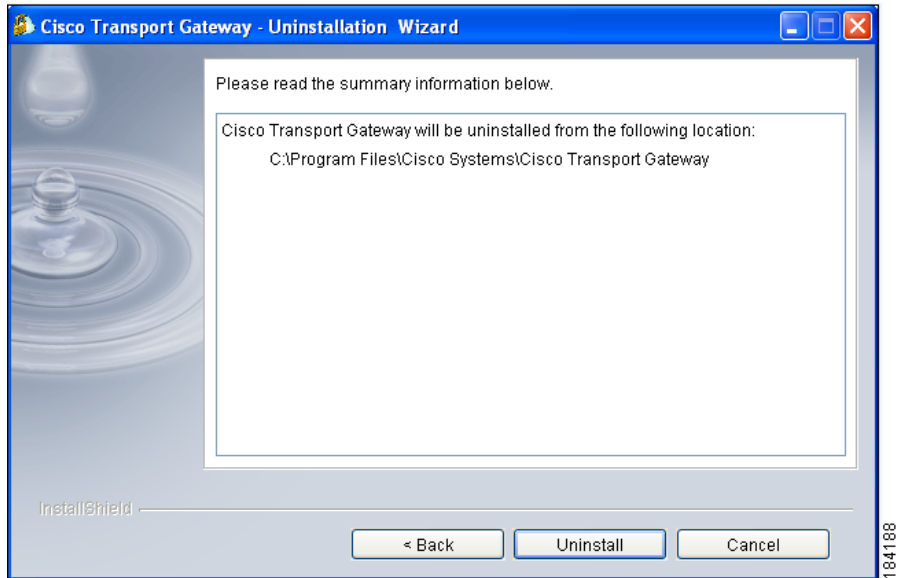 Cisco Transport Gateway - Uninstallation Wizard
Please read the summary information below.
Cisco Transport Gateway will be uninstalled from the following location:
C:\Program Files\Cisco Systems\Cisco Transport Gateway
InstallShield
< Back
Uninstall
Cancel
184188